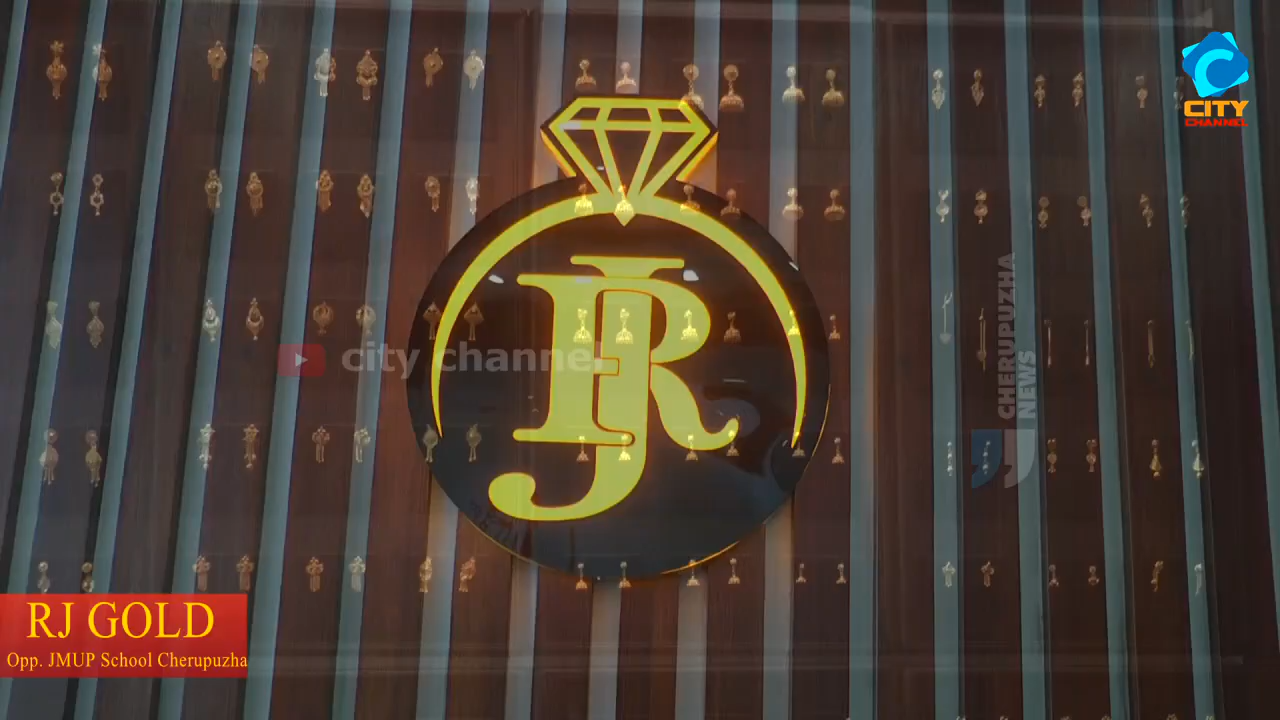 CITY
CHANNEL
RJ
city channel
CHERUPUZHA
NEWS
RJ GOLD
Opp. JMUP School Cherupuzha